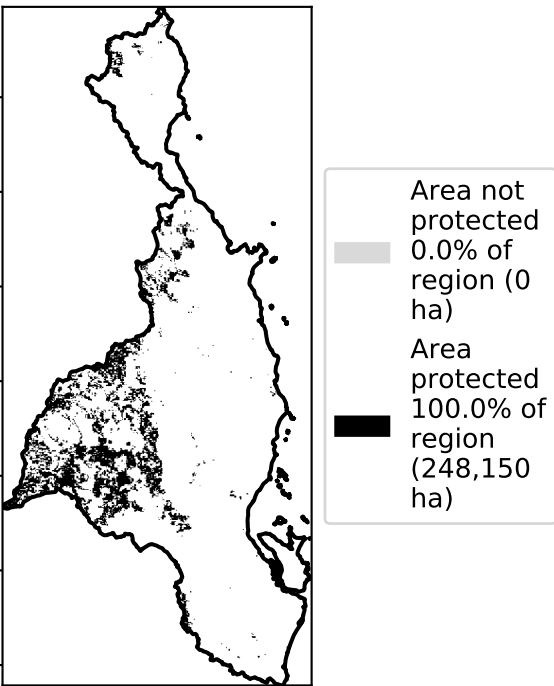 Area not
protected
0.0% of
region (0
ha)
Area
protected
100.0% of
region
(248,150
ha)